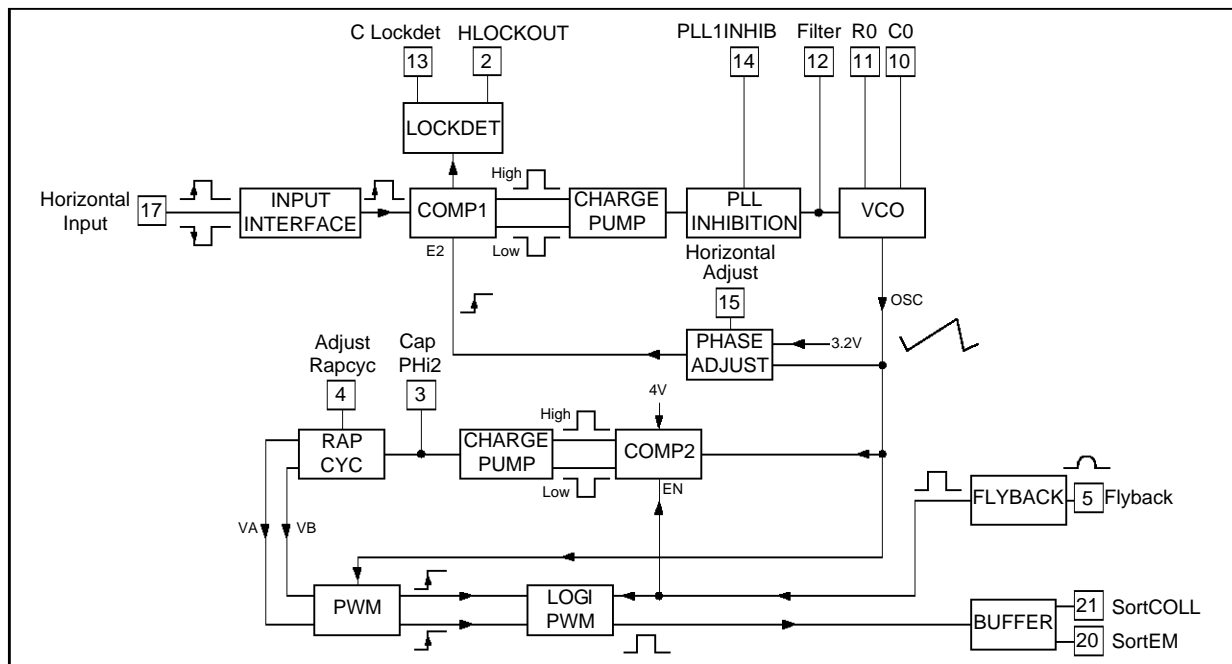 C Lockdet
HLOCKOUT
PLL1INHIB
Filter
R0
C0
13
2
14
12
11
10
LOCKDET
High
Horizontal
Input
17
INPUT
INTERFACE
COMP1
CHARGE
PUMP
PLL
INHIBITION
VCO
E2
Low
Horizontal
Adjust
15
OSC
PHASE
ADJUST
3.2V
Adjust
Rapcyc
Cap
PHi2
4
3
4V
High
RAP
CYC
CHARGE
PUMP
COMP2
Low
EN
FLYBACK
5
Flyback
VA
VB
PWM
LOGI
PWM
BUFFER
21
SortCOLL
20
SortEM